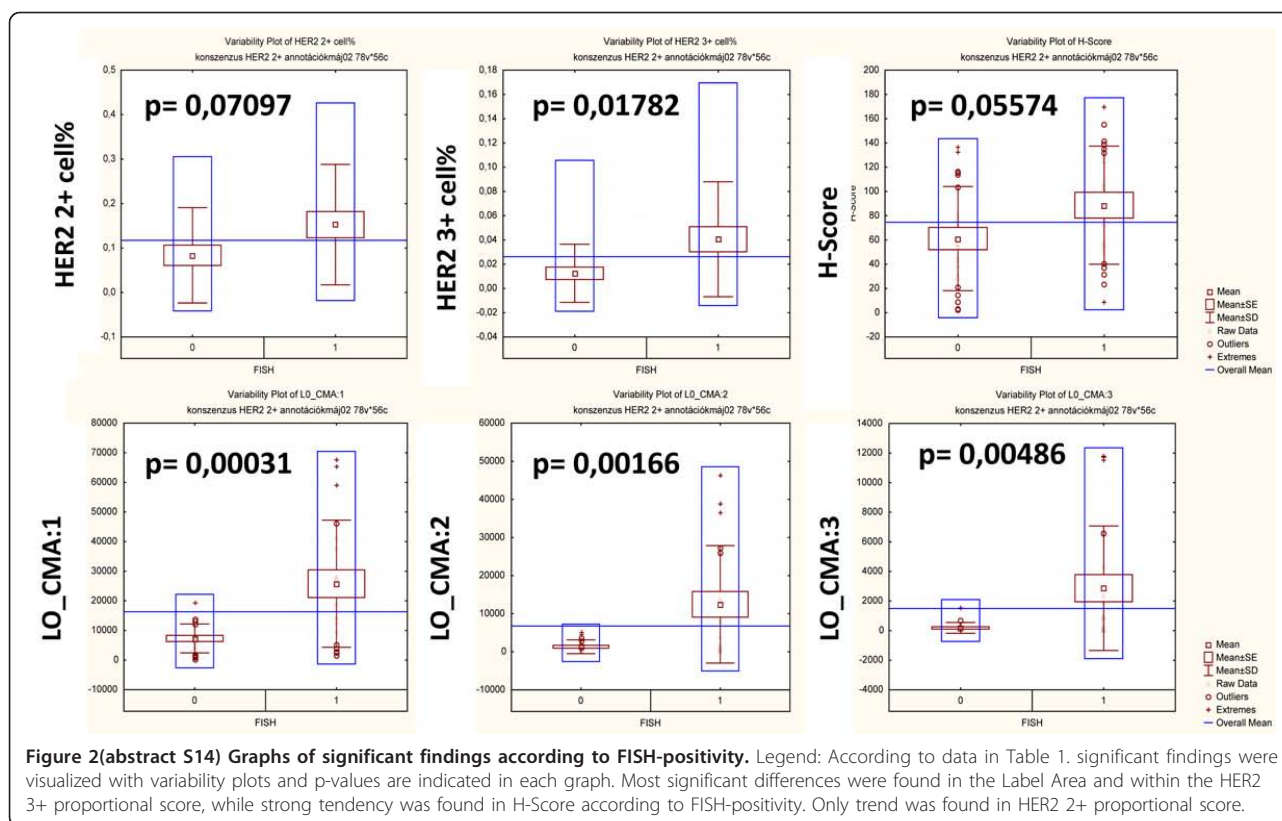 Variability Plot of HER2 2+ cell%
konszenzus HER2 2+ annotációkmáj02 78v*56c
HER2 2+ cell%
p= 0,07097
0,5
0,4
0,3
0,2
0,1
0,0
-0,1
0
1
FISH
Variability Plot of HER2 3+ cell%
konszenzus HER2 2+ annotációkmáj02 78v*56c
HER2 3+ cell%
p= 0,01782
0,18
0,16
0,14
0,12
0,10
0,08
0,06
0,04
0,02
0,00
-0,02
-0,04
0
1
FISH
Variability Plot of H-Score
konszenzus HER2 2+ annotációkmáj02 78v*56c
H-Score
H-Score
p= 0,05574
200
180
160
140
120
100
80
60
40
20
0
-20
0
1
FISH
Mean
Mean±SE
Mean±SD
Raw Data
Outliers
Extremes
Overall Mean
Variability Plot of L0_CMA:1
konszenzus HER2 2+ annotációkmáj02 78v*56c
LO_CMA:1
p= 0,00031
80000
70000
60000
50000
40000
30000
20000
10000
0
-10000
0
1
FISH
Variability Plot of L0_CMA:2
konszenzus HER2 2+ annotációkmáj02 78v*56c
LO_CMA:2
p= 0,00166
60000
50000
40000
30000
20000
10000
0
-10000
0
1
FISH
Variability Plot of L0_CMA:3
konszenzus HER2 2+ annotációkmáj02 78v*56c
LO_CMA:3
p= 0,00486
14000
12000
10000
8000
6000
4000
2000
0
-2000
-4000
0
1
FISH
Mean
Mean±SE
Mean±SD
Raw Data
Outliers
Extremes
Overall Mean
Figure 2(abstract S14) Graphs of significant findings according to FISH-positivity. Legend: According to data in Table 1. significant findings were
visualized with variability plots and p-values are indicated in each graph. Most significant differences were found in the Label Area and within the HER2
3+ proportional score, while strong tendency was found in H-Score according to FISH-positivity. Only trend was found in HER2 2+ proportional score.